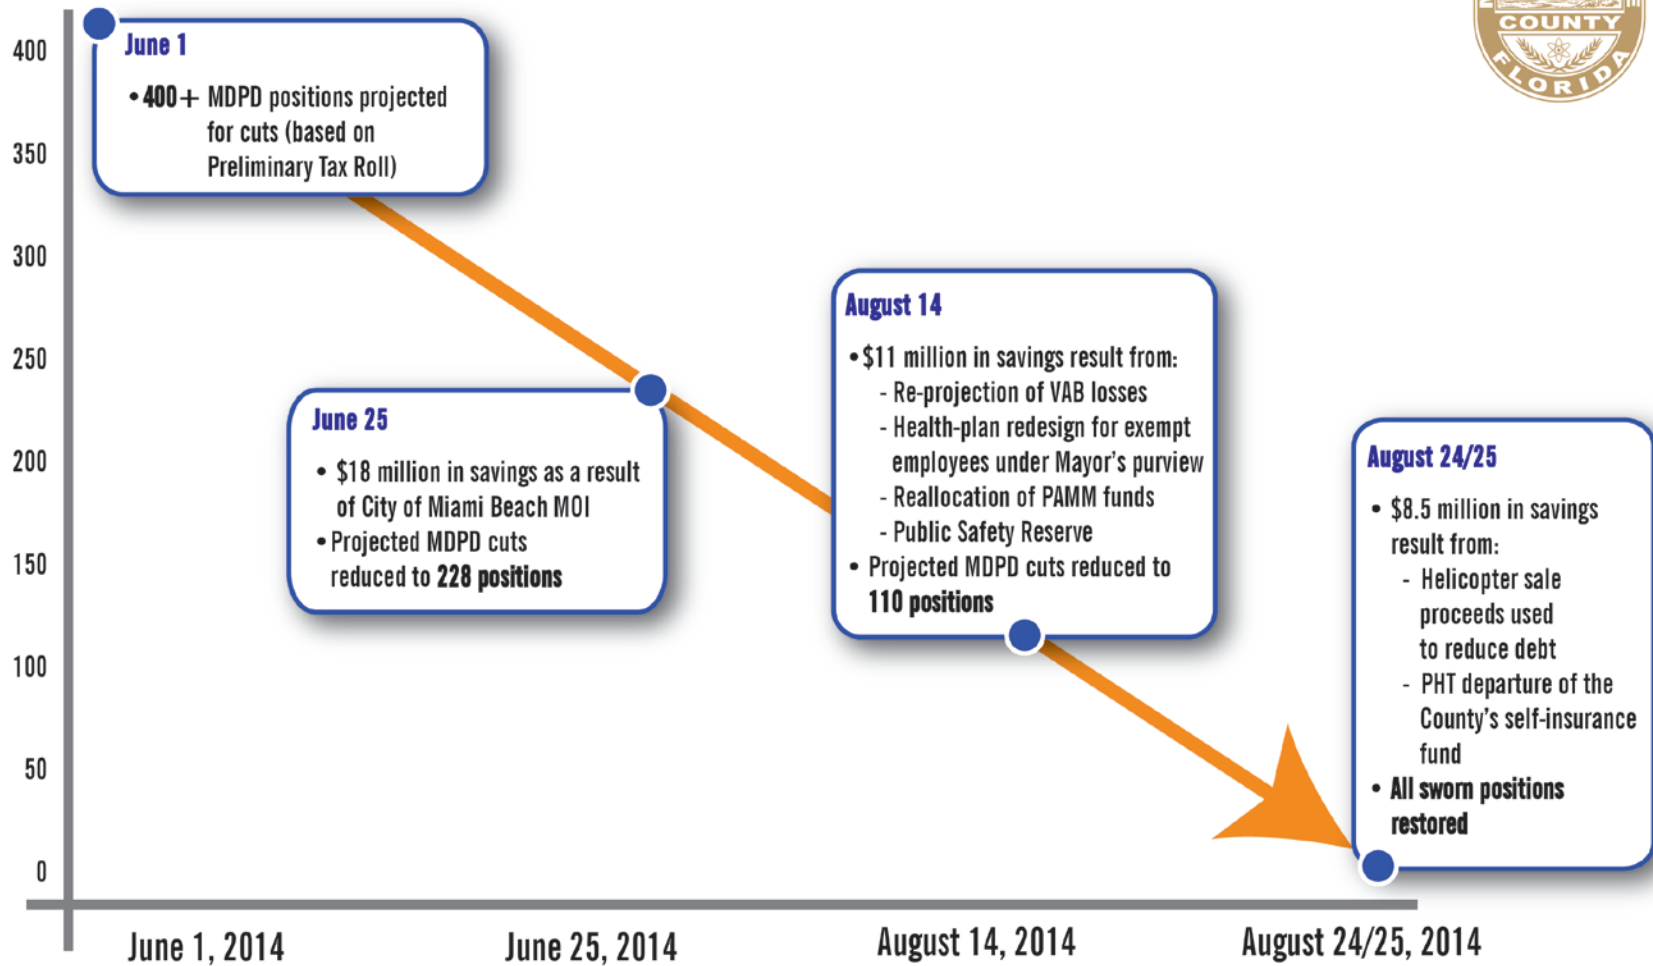 COUNTY
FLORIDA
400
350
300
250
200
150
100
50
0
June 1
• 400+ MDPD positions projected
for cuts (based on
Preliminary Tax Roll)
June 25
• $18 million in savings as a result
of City of Miami Beach MOI
• Projected MDPD cuts
reduced to 228 positions
August 14
• $11 million in savings result from:
- Re-projection of VAB losses
- Health-plan redesign for exempt
employees under Mayor's purview
- Reallocation of PAMM funds
- Public Safety Reserve
• Projected MDPD cuts reduced to
110 positions
August 24/25
• $8.5 million in savings
result from:
- Helicopter sale
proceeds used
to reduce debt
- PHT departure of the
County's self-insurance
fund
• All sworn positions
restored
June 1, 2014
June 25, 2014
August 14, 2014
August 24/25, 2014